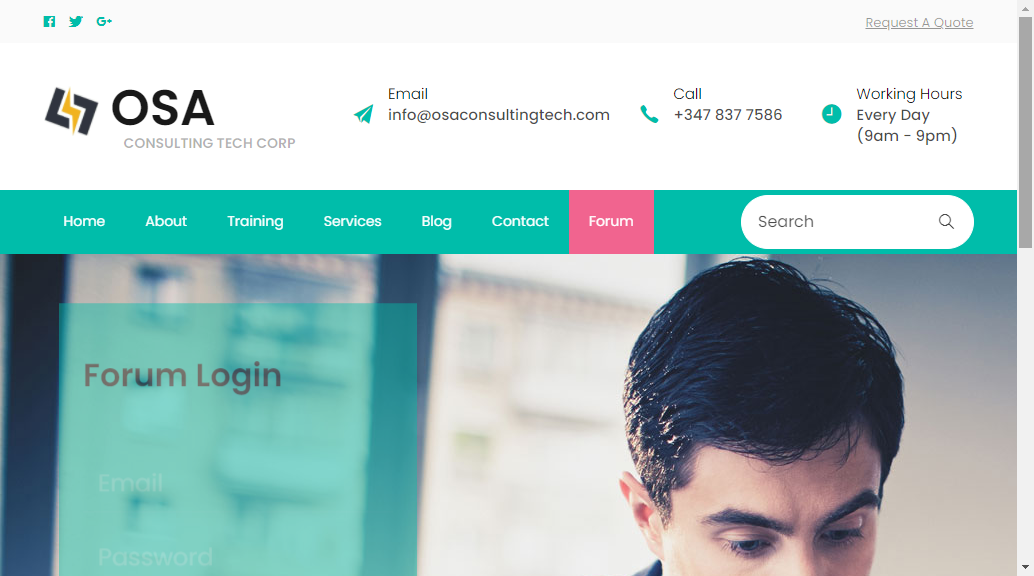 Request A Quote
OSA
CONSULTING TECH CORP
Email
info@osaconsultingtech.com
Call
+347 837 7586
Working Hours
Every Day
(9am - 9pm)
Home
About
Training
Services
Blog
Contact
Forum
Search
Forum Login
Email
Password